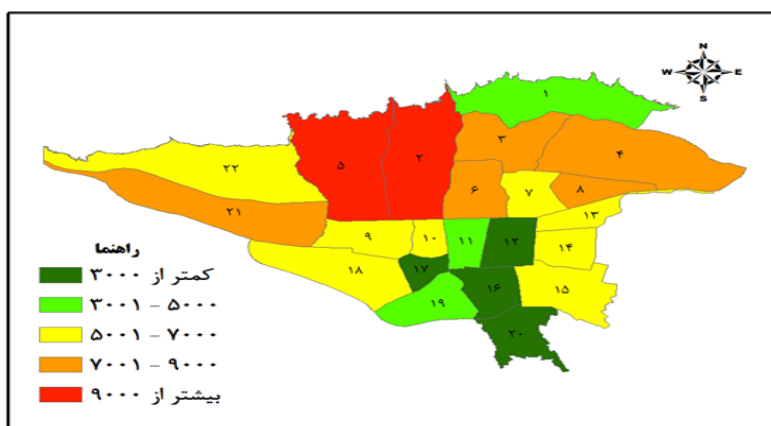 N
W E
S
۱
۲
۳
۴
۵
۶
۷
۸
۹
۱۰
۱۱
۱۲
۱۳
۱۴
۱۵
۱۶
۱۷
۱۸
۱۹
۲۰
۲۱
۲۲
راهنما
کمتر از ۳۰۰۰
۳۰۰۱ - ۵۰۰۰
۵۰۰۱ - ۷۰۰۰
۷۰۰۱ - ۹۰۰۰
بیشتر از ۹۰۰۰